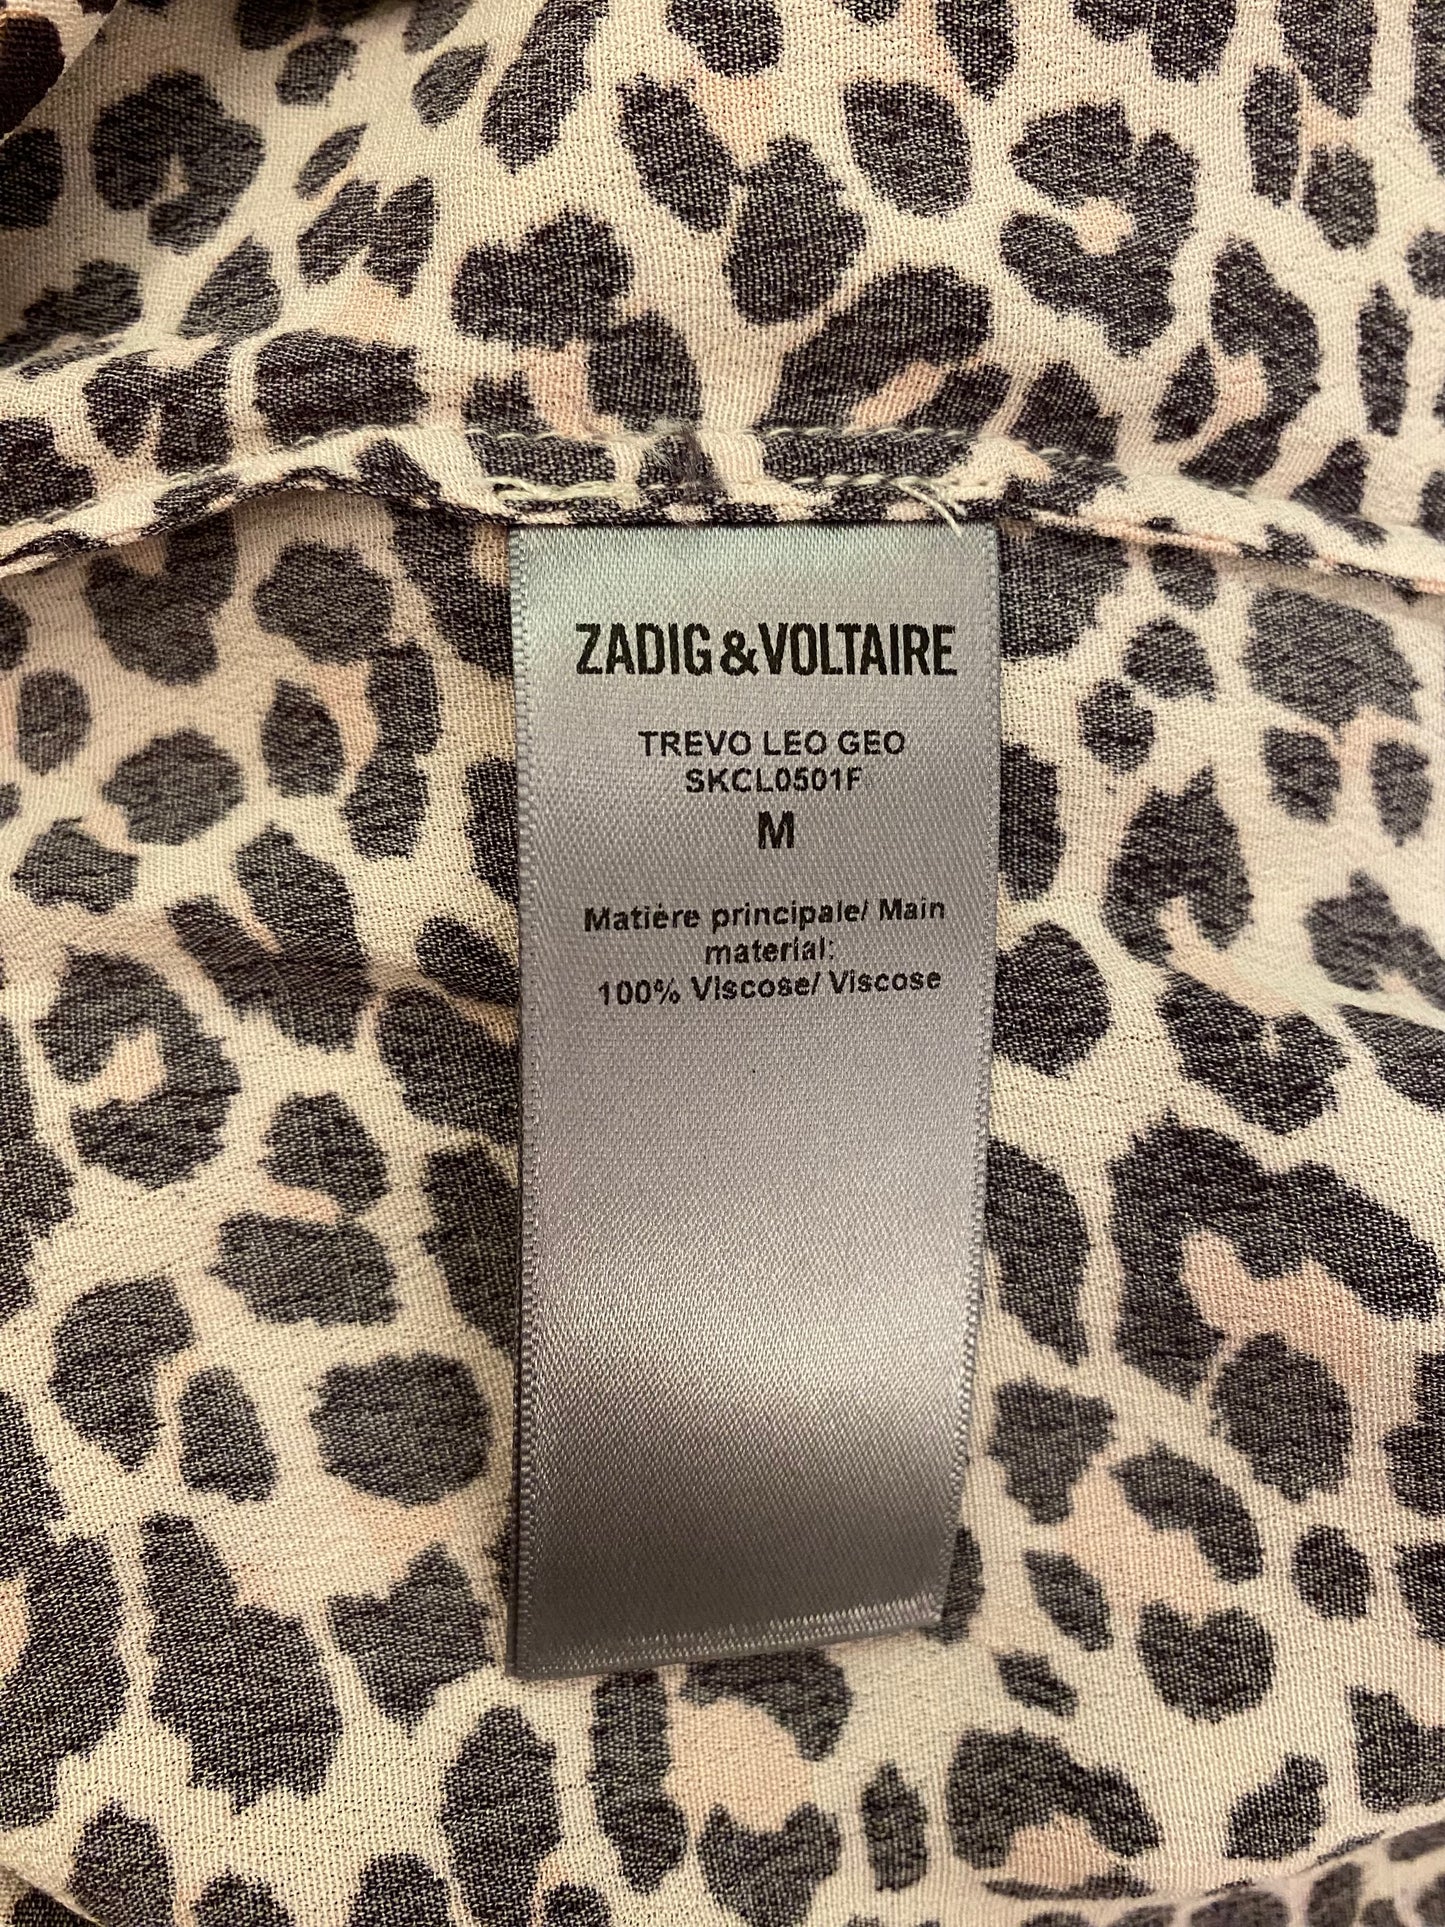 ZADIG&VOLTAIRE
TREVO LEO GEO
SKCL0501F
M
Matière principale/ Main
material:
100% Viscose/ Viscose